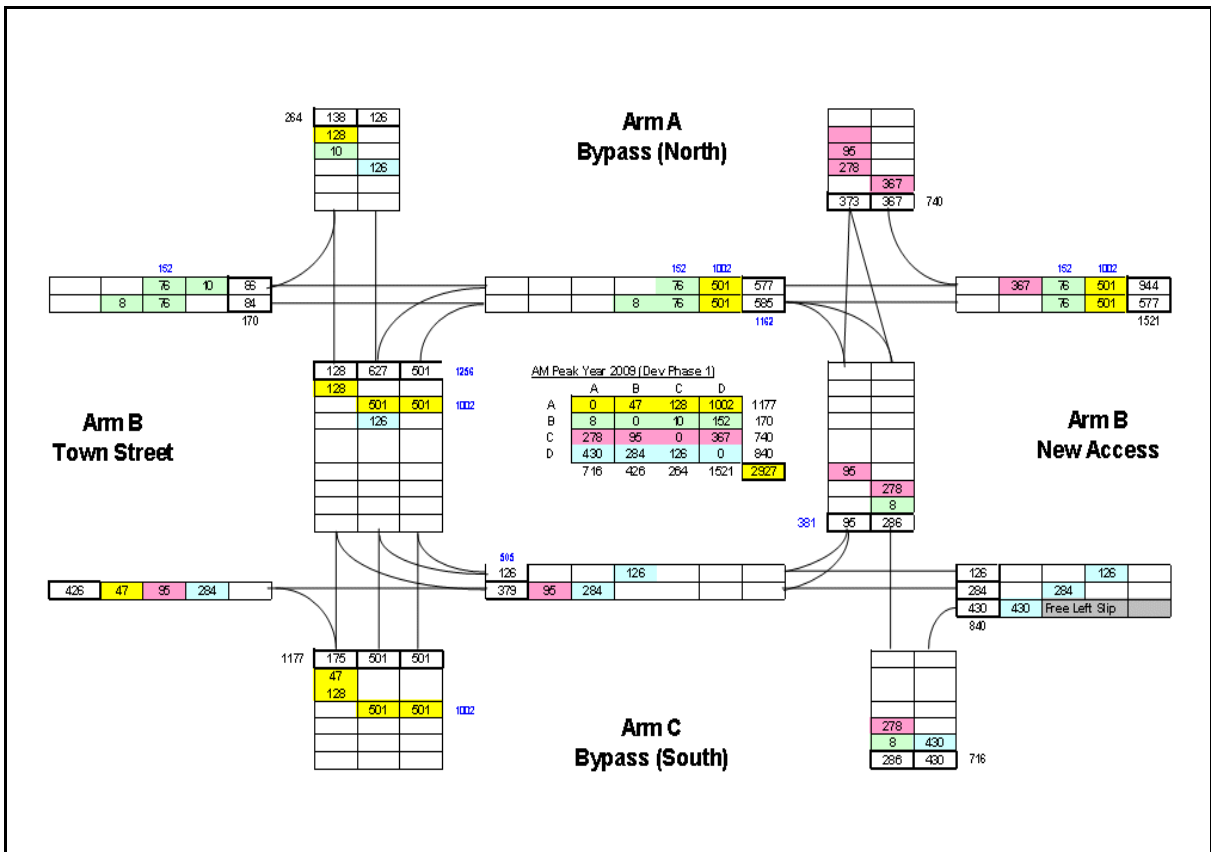 264 138 126
128
10
126
Arm A
Bypass (North)
95
278
367
373 367 740
152
76 10 86
8 76 84
170
152 1002
76 501 577
8 76 501 585
1162
152 1002
367 76 501 944
76 501 577
1521
128 627 501 1256
128
501 501 1002
126
Arm B
Town Street
AM Peak Year 2009 (Dev Phase 1)
A B C D
A 0 47 128 1002 1177
B 8 0 10 152 170
C 278 95 0 367 740
D 430 284 126 0 840
716 426 264 1521 2927
Arm B
New Access
95
278
8
381 95 286
505
126 126
379 95 284
426 47 95 284
126 126
284 284
430 430 Free Left Slip
840
1177 175 501 501
47
128
501 501 1002
Arm C
Bypass (South)
278
8 430
286 430 716